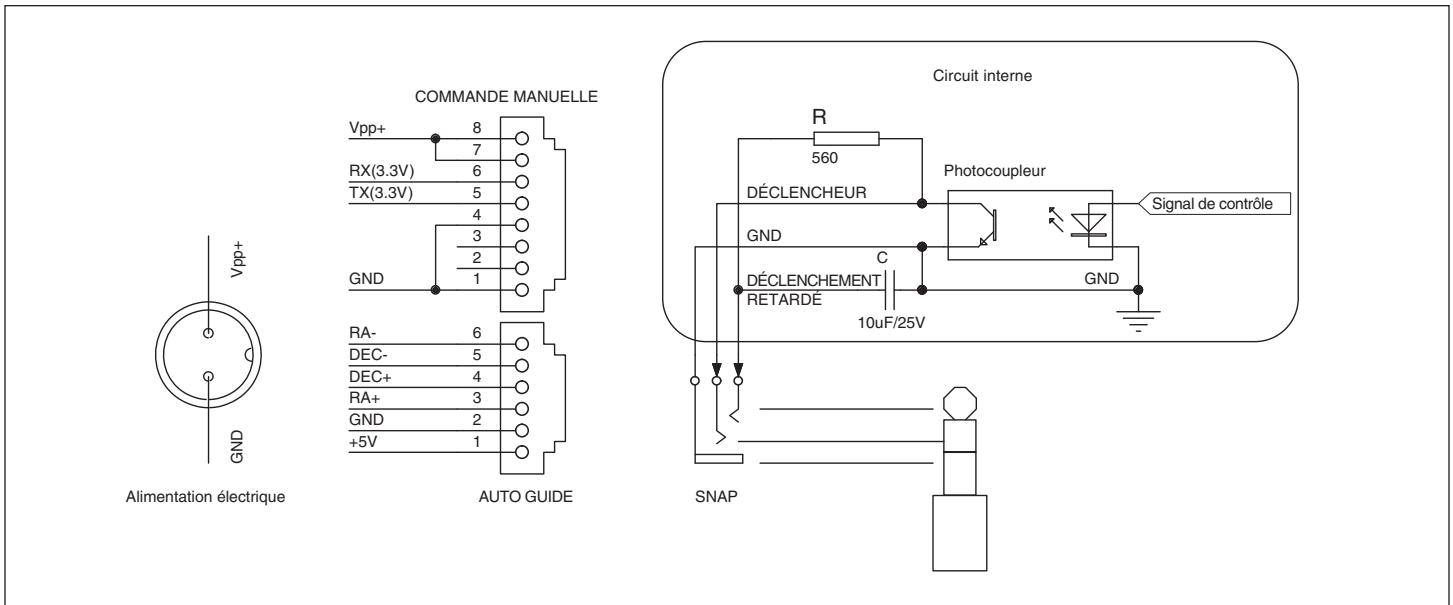 Vpp+
GND
Alimentation électrique
COMMANDE MANUELLE
Vpp+ 8
7
RX(3.3V) 6
TX(3.3V) 5
4
3
2
GND 1
RA- 6
DEC- 5
DEC+ 4
RA+ 3
GND 2
+5V 1
AUTO GUIDE
Circuit interne
R
560
Photocoupleur
DÉCLENCHEUR
Signal de contrôle
GND
C
DÉCLENCHEMENT
RETARDÉ
GND
10uF/25V
SNAP